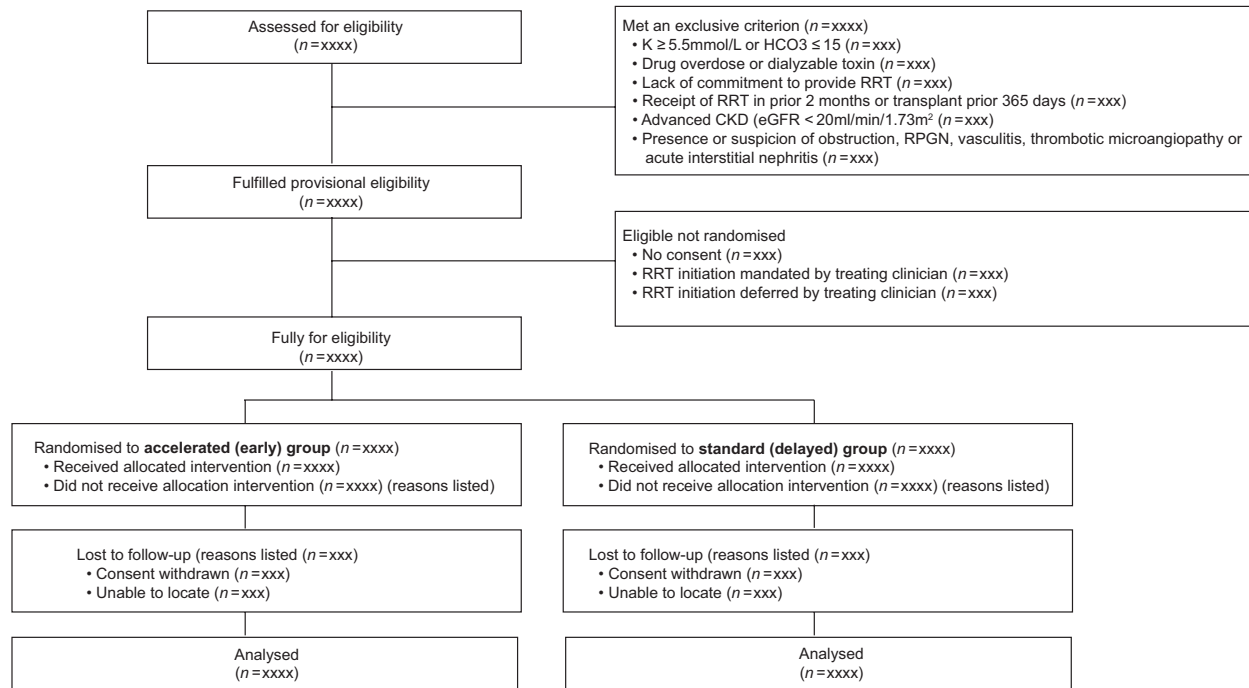 Assessed for eligibility
(n=xxxx)
Met an exclusive criterion (n=xxxx)
• K ≥ 5.5mmol/L or HCO3 ≤ 15 (n=xxx)
• Drug overdose or dialyzable toxin (n=xxx)
• Lack of commitment to provide RRT (n=xxx)
• Receipt of RRT in prior 2 months or transplant prior 365 days (n=xxx)
• Advanced CKD (eGFR < 20ml/min/1.73m² (n=xxx)
• Presence or suspicion of obstruction, RPGN, vasculitis, thrombotic microangiopathy or
acute interstitial nephritis (n=xxx)
Fulfilled provisional eligibility
(n=xxxx)
Eligible not randomised
• No consent (n=xxx)
• RRT initiation mandated by treating clinician (n=xxx)
• RRT initiation deferred by treating clinician (n=xxx)
Fully for eligibility
(n=xxxx)
Randomised to accelerated (early) group (n=xxxx)
• Received allocated intervention (n=xxxx)
• Did not receive allocation intervention (n=xxxx) (reasons listed)
Randomised to standard (delayed) group (n=xxxx)
• Received allocated intervention (n=xxxx)
• Did not receive allocation intervention (n=xxxx) (reasons listed)
Lost to follow-up (reasons listed (n=xxx)
• Consent withdrawn (n=xxx)
• Unable to locate (n=xxx)
Lost to follow-up (reasons listed (n=xxx)
• Consent withdrawn (n=xxx)
• Unable to locate (n=xxx)
Analysed
(n=xxxx)
Analysed
(n=xxxx)